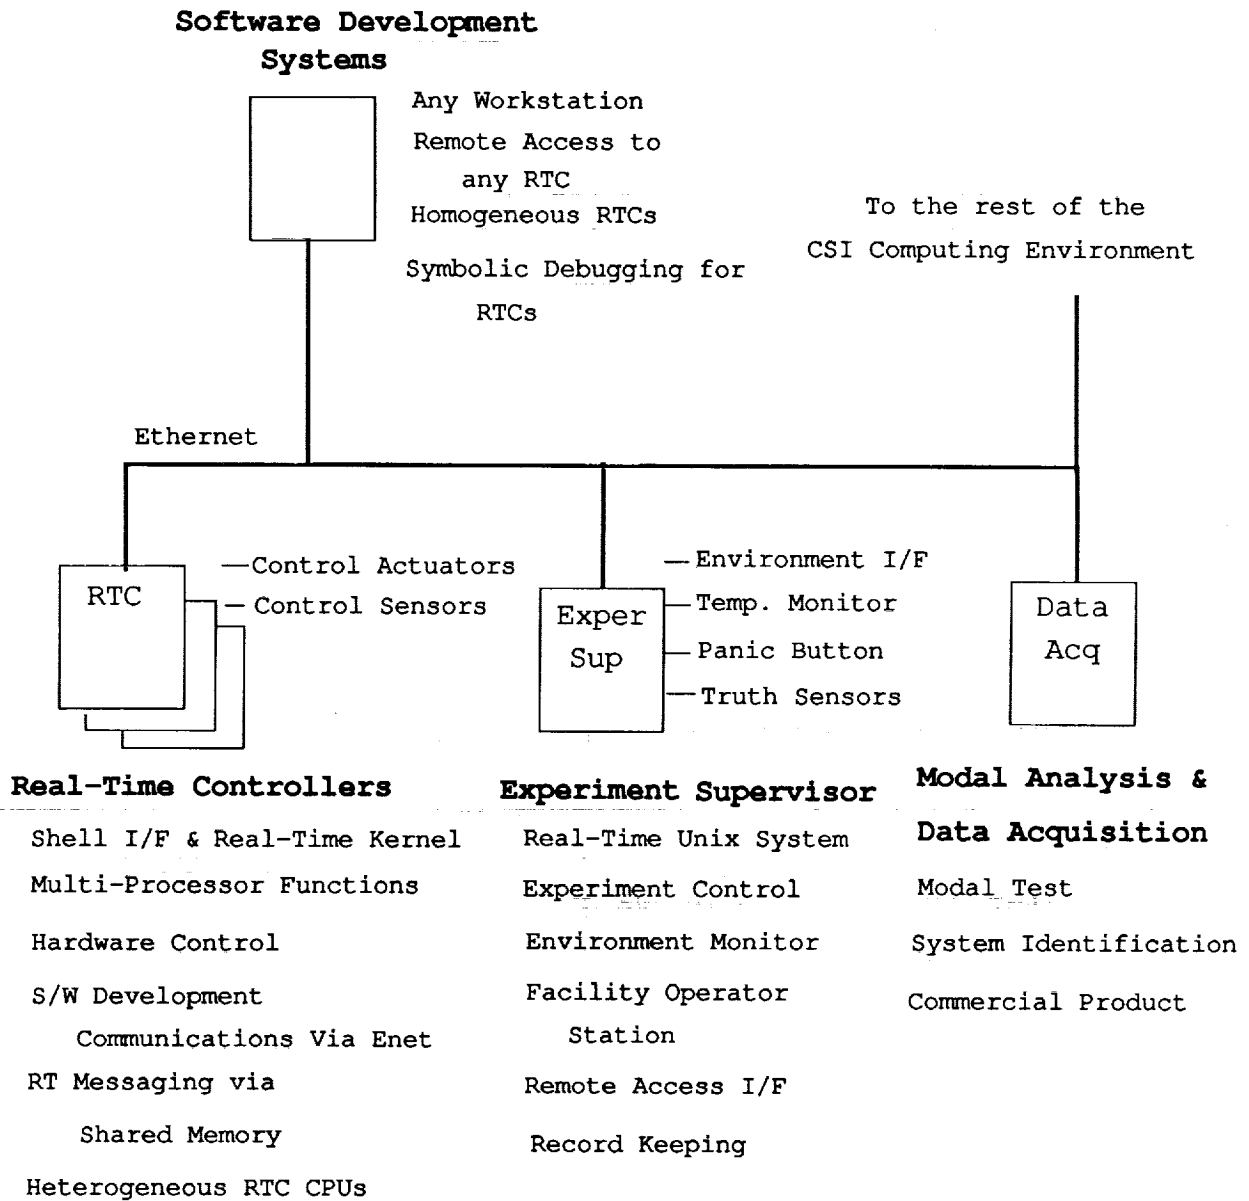 Software Development
Systems
Any Workstation
Remote Access to
any RTC
Homogeneous RTCs
Symbolic Debugging for
RTCs
To the rest of the
CSI Computing Environment
Ethernet
RTC
—Control Actuators
— Control Sensors
Exper
Sup
— Environment I/F
— Temp. Monitor
— Panic Button
— Truth Sensors
Data
Acq
Real-Time Controllers
Shell I/F & Real-Time Kernel
Multi-Processor Functions
Hardware Control
S/W Development
Communications Via Enet
RT Messaging via
Shared Memory
Heterogeneous RTC CPUs
Experiment Supervisor
Real-Time Unix System
Experiment Control
Environment Monitor
Facility Operator
Station
Remote Access I/F
Record Keeping
Modal Analysis &
Data Acquisition
Modal Test
System Identification
Commercial Product